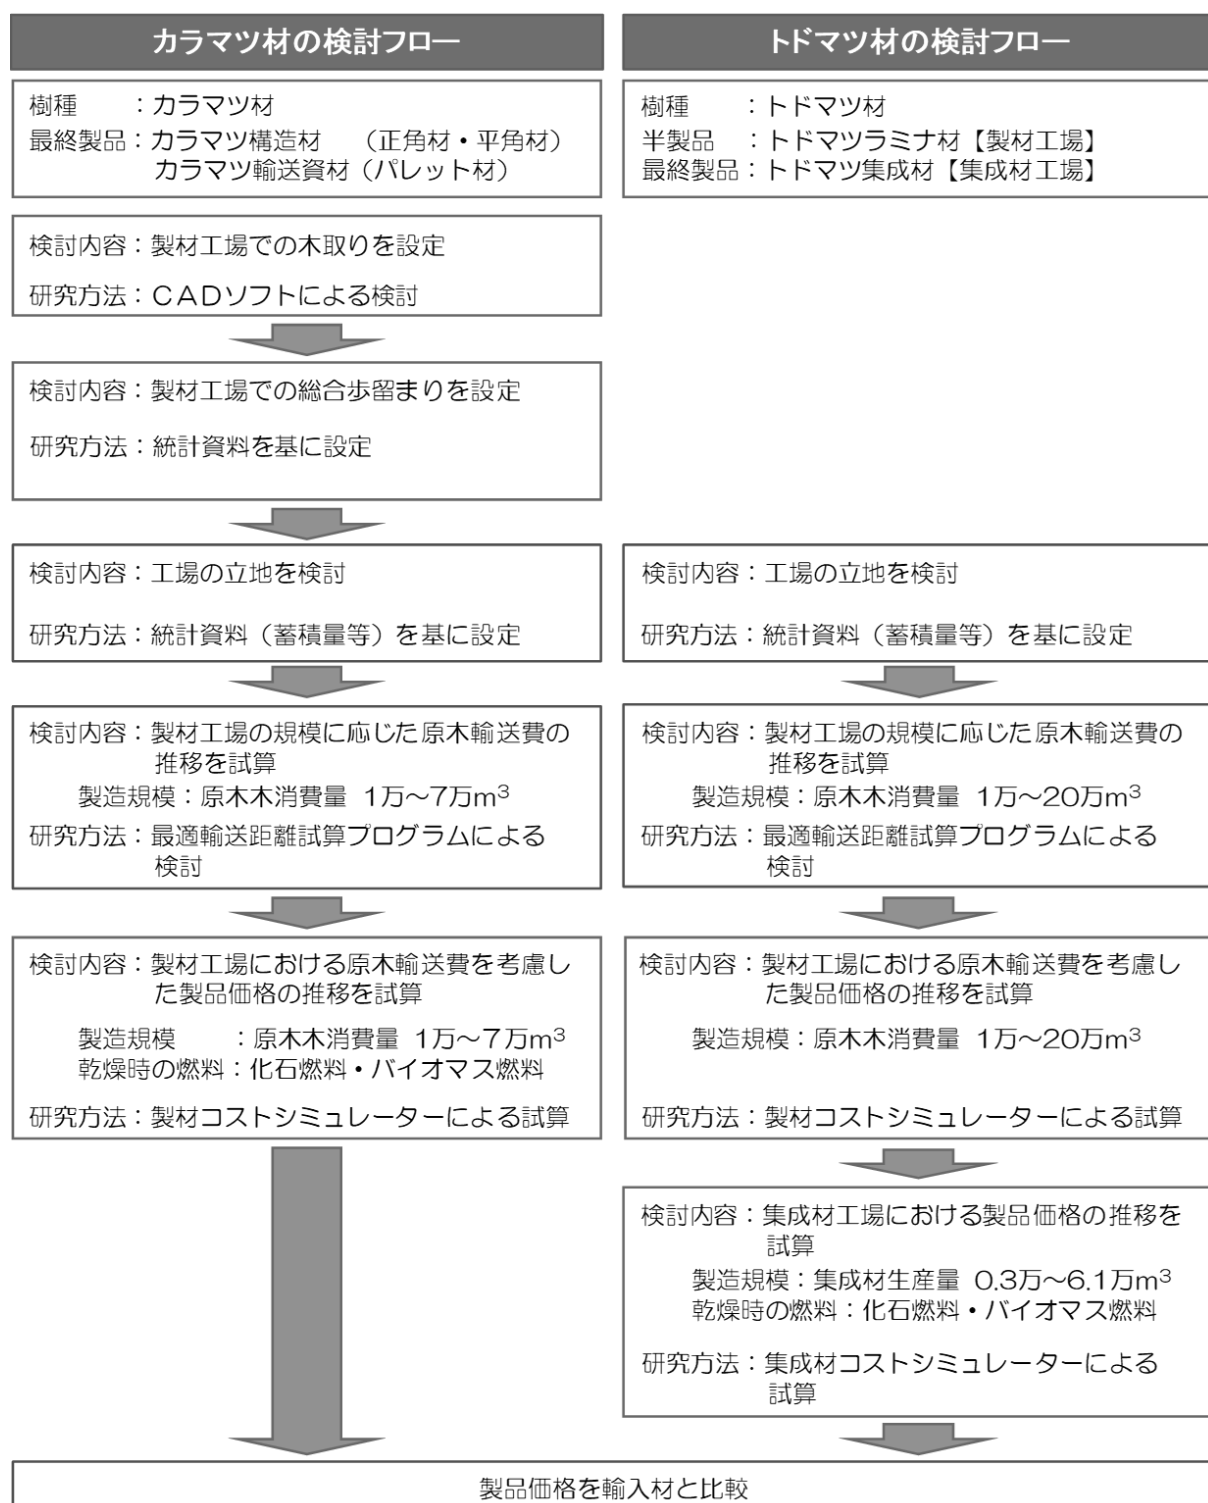 カラマツ材の検討フロー
樹種　　：カラマツ材
最終製品：カラマツ構造材　（正角材・平角材）
カラマツ輸送資材（パレット材）
検討内容：製材工場での木取りを設定
研究方法：ＣＡＤソフトによる検討
検討内容：製材工場での総合歩留まりを設定
研究方法：統計資料を基に設定
検討内容：工場の立地を検討
研究方法：統計資料（蓄積量等）を基に設定
検討内容：製材工場の規模に応じた原木輸送費の
推移を試算
製造規模：原木木消費量 1万～7万m³
研究方法：最適輸送距離試算プログラムによる
検討
検討内容：製材工場における原木輸送費を考慮し
た製品価格の推移を試算
製造規模　　：原木木消費量 1万～7万m³
乾燥時の燃料：化石燃料・バイオマス燃料
研究方法：製材コストシミュレーターによる試算
トドマツ材の検討フロー
樹種　　：トドマツ材
半製品　：トドマツラミナ材【製材工場】
最終製品：トドマツ集成材【集成材工場】
検討内容：工場の立地を検討
研究方法：統計資料（蓄積量等）を基に設定
検討内容：製材工場の規模に応じた原木輸送費の
推移を試算
製造規模：原木木消費量 1万～20万m³
研究方法：最適輸送距離試算プログラムによる
検討
検討内容：製材工場における原木輸送費を考慮し
た製品価格の推移を試算
製造規模：原木木消費量 1万～20万m³
研究方法：製材コストシミュレーターによる試算
検討内容：集成材工場における製品価格の推移を
試算
製造規模：集成材生産量 0.3万～6.1万m³
乾燥時の燃料：化石燃料・バイオマス燃料
研究方法：集成材コストシミュレーターによる
試算
製品価格を輸入材と比較